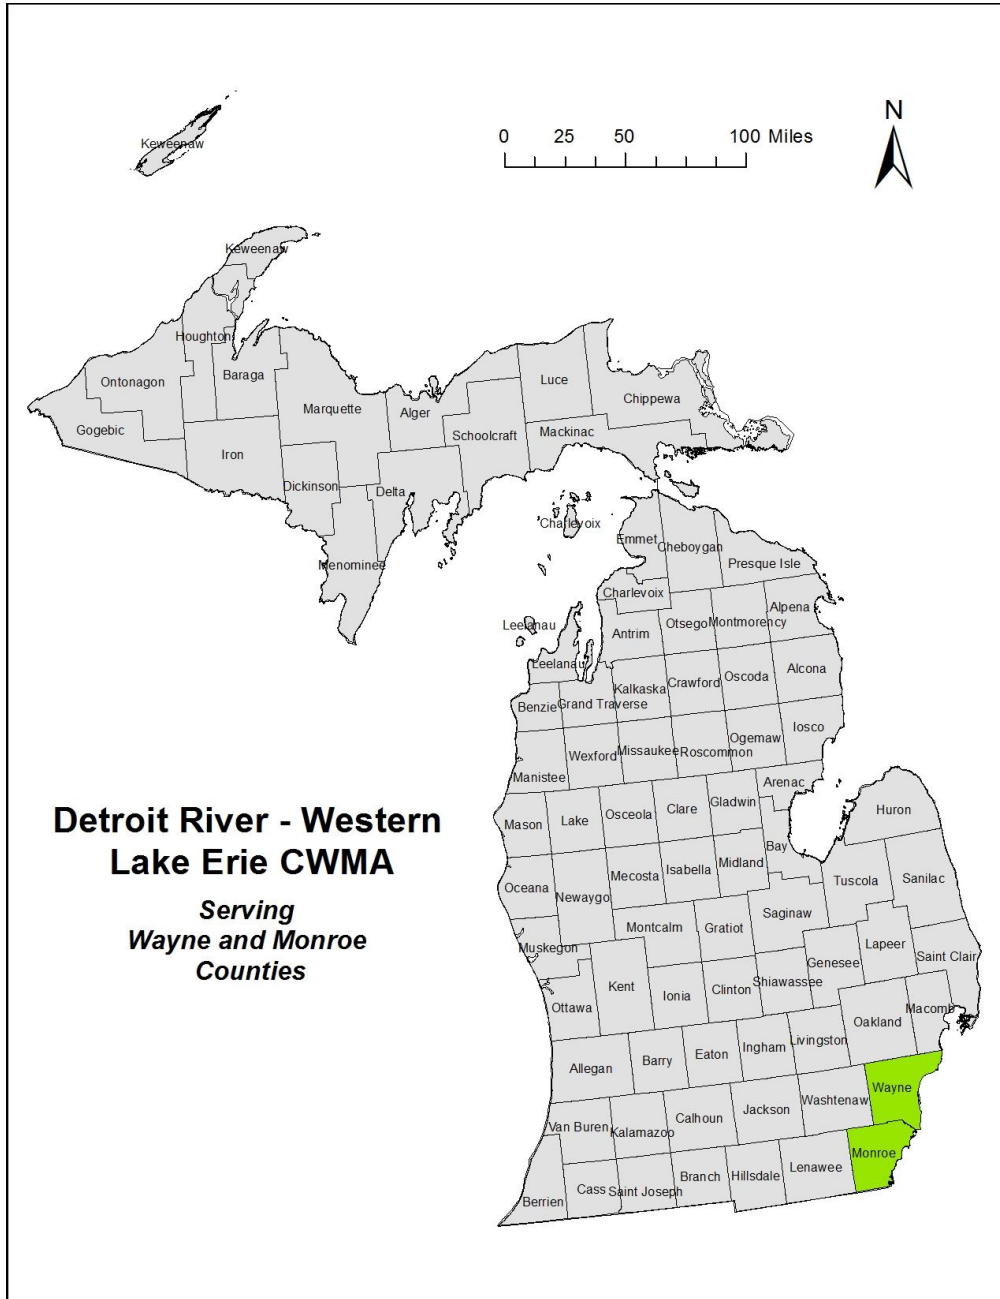 N
0 25 50 100 Miles
Keweenaw
Keweenaw
Houghton
Ontonagon
Baraga
Luce
Chippewa
Marquette
Alger
Gogebic
Schoolcraft
Mackinac
Iron
Dickinson
Delta
Menominee
Charlevoix
Emmet
Cheboygan
Presque Isle
Charlevoix
Alpena
Leelanau
Antrim
Otsego
Montmorency
Leelanau
Kalkaska
Crawford
Oscoda
Alcona
Benzie
Grand Traverse
Iosco
Manistee
Wexford
Missaukee
Roscommon
Ogemaw
Arenac
Huron
Mason
Lake
Osceola
Clare
Gladwin
Detroit River - Western
Lake Erie CWMA
Serving
Wayne and Monroe
Counties
Bay
Oceana
Newaygo
Mecosta
Isabella
Midland
Tuscola
Sanilac
Muskegon
Montcalm
Gratiot
Saginaw
Lapeer
Genesee
Saint Clair
Ottawa
Kent
Ionia
Clinton
Shiawassee
Oakland
Macomb
Allegan
Barry
Eaton
Ingham
Livingston
Wayne
Van Buren
Kalamazoo
Calhoun
Jackson
Washtenaw
Monroe
Berrien
Cass
Saint Joseph
Branch
Hillsdale
Lenawee